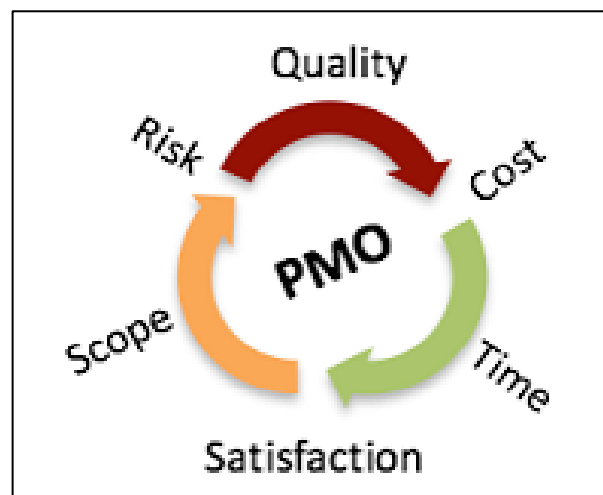 Quality
Risk
Cost
PMO
Scope
Time
Satisfaction